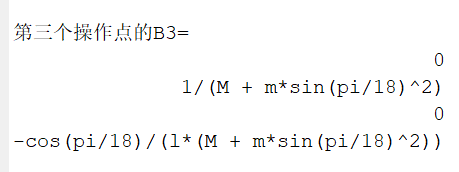 第三个操作点的B3=
0
1/(M + m*sin(pi/18)^2)
0
-cos(pi/18)/(l*(M + m*sin(pi/18)^2))